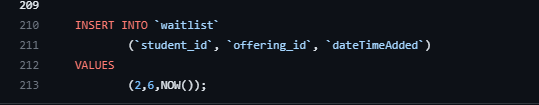 209
210 INSERT INTO `waitlist`
211 (`student_id`, `offering_id`, `dateTimeAdded`)
212 VALUES
213 (2,6,NOW());